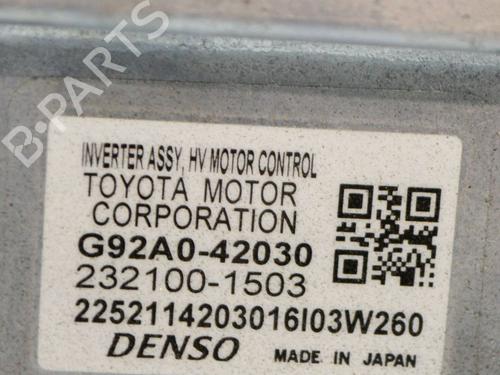 B-PARTS
INVERTER ASSY, HV MOTOR CONTROL
TOYOTA MOTOR
CORPORATION
G92A0-42030
232100-1503
2252114203016I03W260
DENSO MADE IN JAPAN